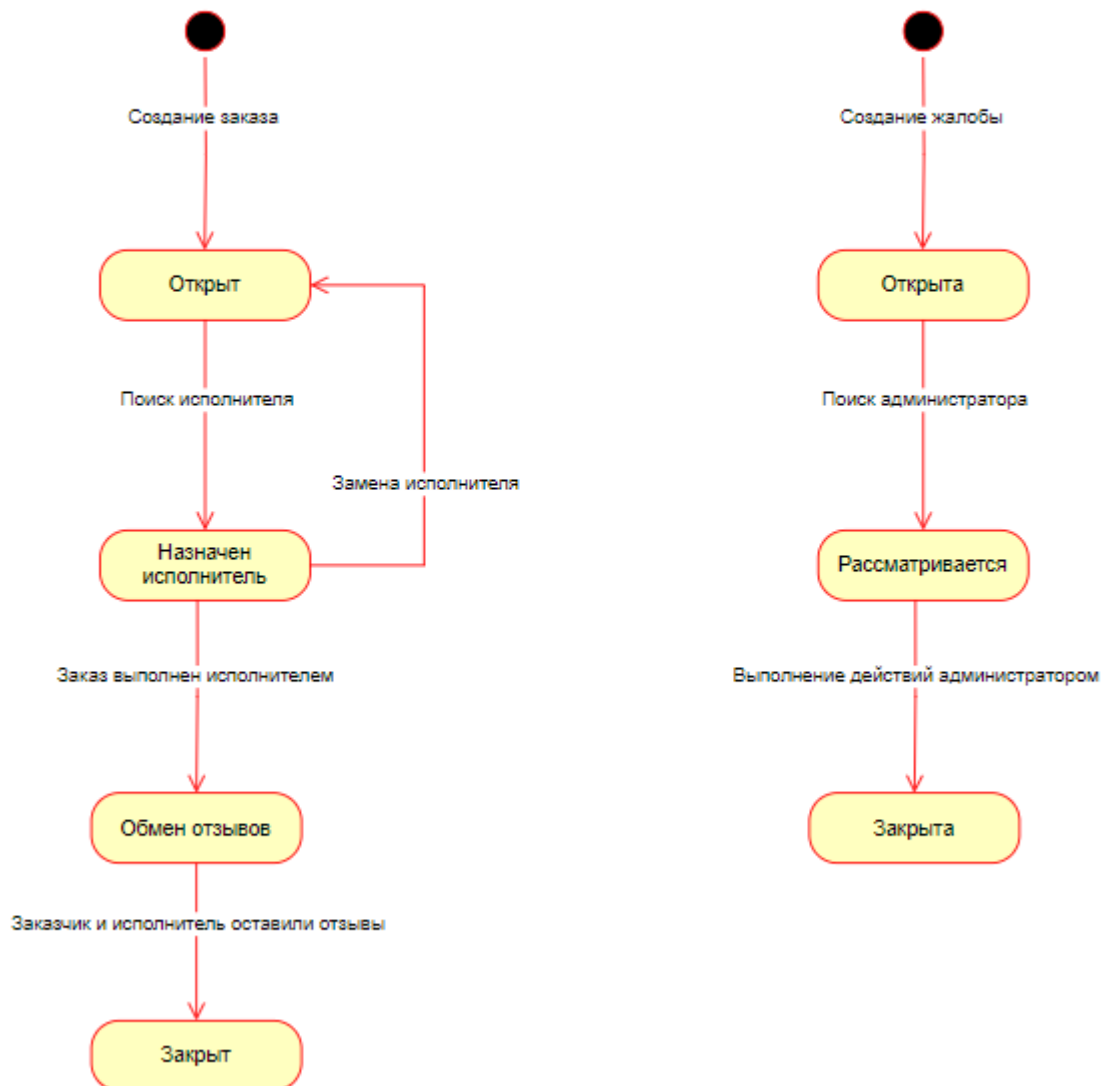 Создание заказа
Открыт
Поиск исполнителя
Замена исполнителя
Назначен
исполнитель
Заказ выполнен исполнителем
Обмен отзывов
Заказчик и исполнитель оставили отзывы
Закрыт
Создание жалобы
Открыта
Поиск администратора
Рассматривается
Выполнение действий администратором
Закрыта